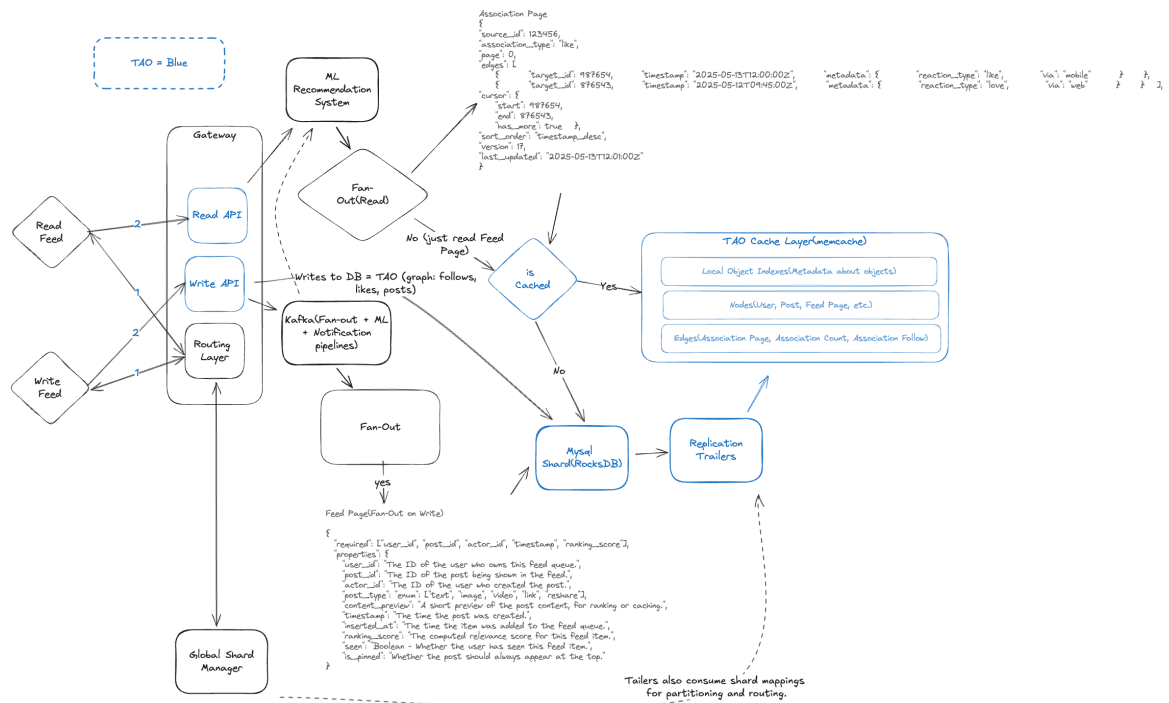 Association Page
{
"source_id": 123456,
"association_type": "like",
"page": 0,
"edges": [
{ "target_id": 987654, "timestamp": "2025-05-13T12:00:00Z", "metadata": { "reaction_type": "like", "via": "mobile" } },
{ "target_id": 876543, "timestamp": "2025-05-12T09:45:00Z", "metadata": { "reaction_type": "love", "via": "web" } } ],
"cursor": {
"start": 987654,
"end": 876543,
"has_more": true },
"sort_order": "timestamp_desc",
"version": 17,
"last_updated": "2025-05-13T12:01:00Z"
}
TAO = Blue
ML
Recommendation
System
Gateway
Fan-
Out(Read)
Read API
Read
Feed
2
No (just read Feed
Page)
TAO Cache Layer(memcache)
Local Object Indexes(Metadata about objects)
Nodes(User, Post, Feed Page, etc.)
Edges(Association Page, Association Count, Association Follow)
is
Cached
Yes
Write API
Writes to DB = TAO (graph: follows,
likes, posts)
1
2
Kafka(Fan-out + ML
+ Notification
pipelines)
Routing
Layer
1
Write
Feed
No
Fan-Out
Mysql
Shard(RocksDB)
Replication
Trailers
yes
Feed Page(Fan-Out on Write)
{
"required": ["user_id", "post_id", "actor_id", "timestamp", "ranking_score"],
"properties": {
"user_id": "The ID of the user who owns this feed queue.",
"post_id": "The ID of the post being shown in the feed.",
"actor_id": "The ID of the user who created the post.",
"post_type": "enum": ["text", "image", "video", "link", "reshare"],
"content_preview": "A short preview of the post content, for ranking or caching.",
"timestamp": "The time the post was created.",
"inserted_at": "The time the item was added to the feed queue.",
"ranking_score": "The computed relevance score for this feed item.",
"seen": "Boolean - Whether the user has seen this feed item.",
"is_pinned": "Whether the post should always appear at the top."
}
Global Shard
Manager
Tailers also consume shard mappings
for partitioning and routing.